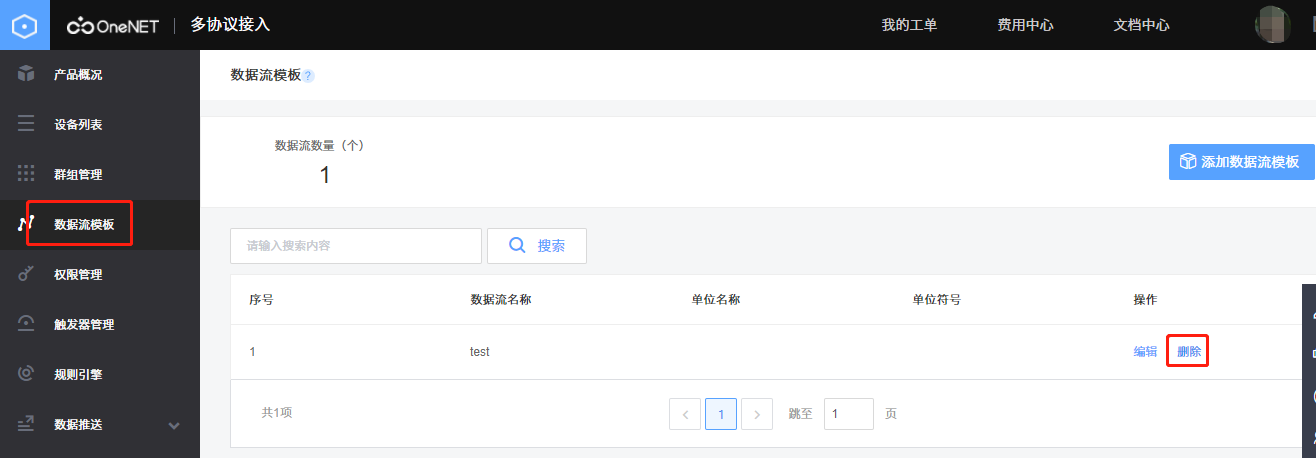 OneNET | 多协议接入 我的工单 费用中心 文档中心
产品概况
设备列表
群组管理
数据流模板
权限管理
触发器管理
规则引擎
数据推送
数据流模板 ?
数据流数量（个）
1
添加数据流模板
请输入搜索内容 搜索
序号 数据流名称 单位名称 单位符号 操作
1 test 编辑 删除
共1项 < 1 > 跳至 1 页